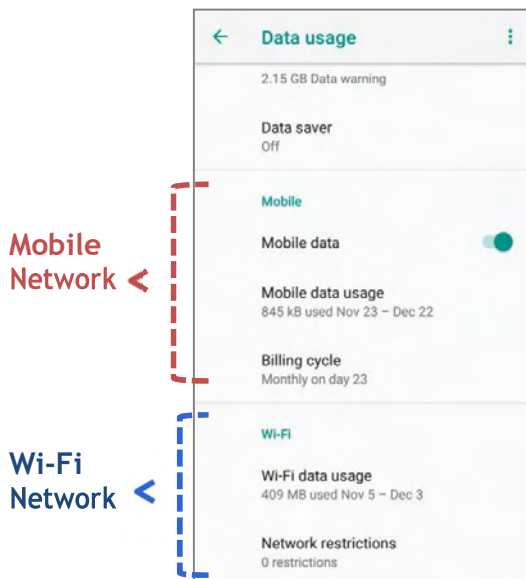 Data usage
2.15 GB Data warning
Data saver
Off
Mobile
Network
Mobile
Mobile data
Mobile data usage
845 kB used Nov 23 – Dec 22
Billing cycle
Monthly on day 23
Wi-Fi
Network
Wi-Fi
Wi-Fi data usage
409 MB used Nov 5 – Dec 3
Network restrictions
0 restrictions